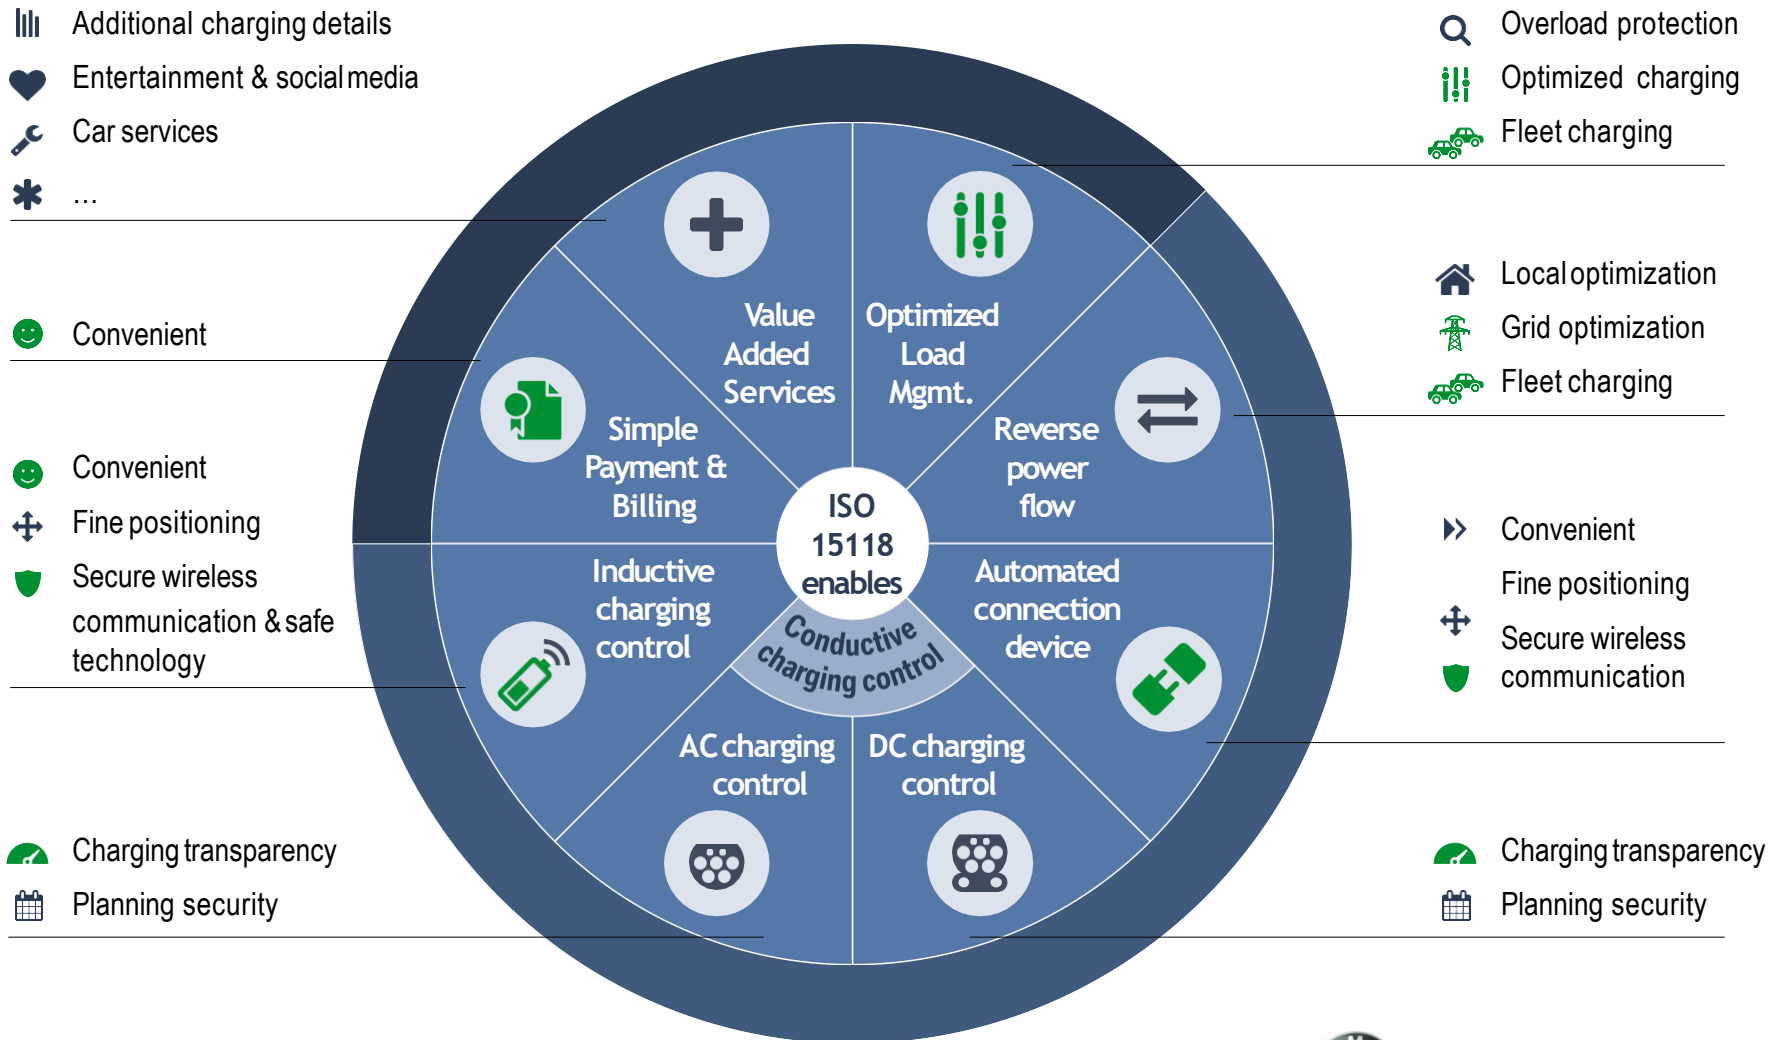 Additional charging details
Entertainment & social media
Car services
...
Convenient
Convenient
Fine positioning
Secure wireless
communication & safe
technology
Charging transparency
Planning security
Value
Added
Services
Optimized
Load
Mgmt.
Simple
Payment &
Billing
Reverse
power
flow
ISO
15118
enables
Inductive
charging
control
Automated
connection
device
Conductive
charging control
AC charging
control
DC charging
control
Overload protection
Optimized charging
Fleet charging
Local optimization
Grid optimization
Fleet charging
Convenient
Fine positioning
Secure wireless
communication
Charging transparency
Planning security